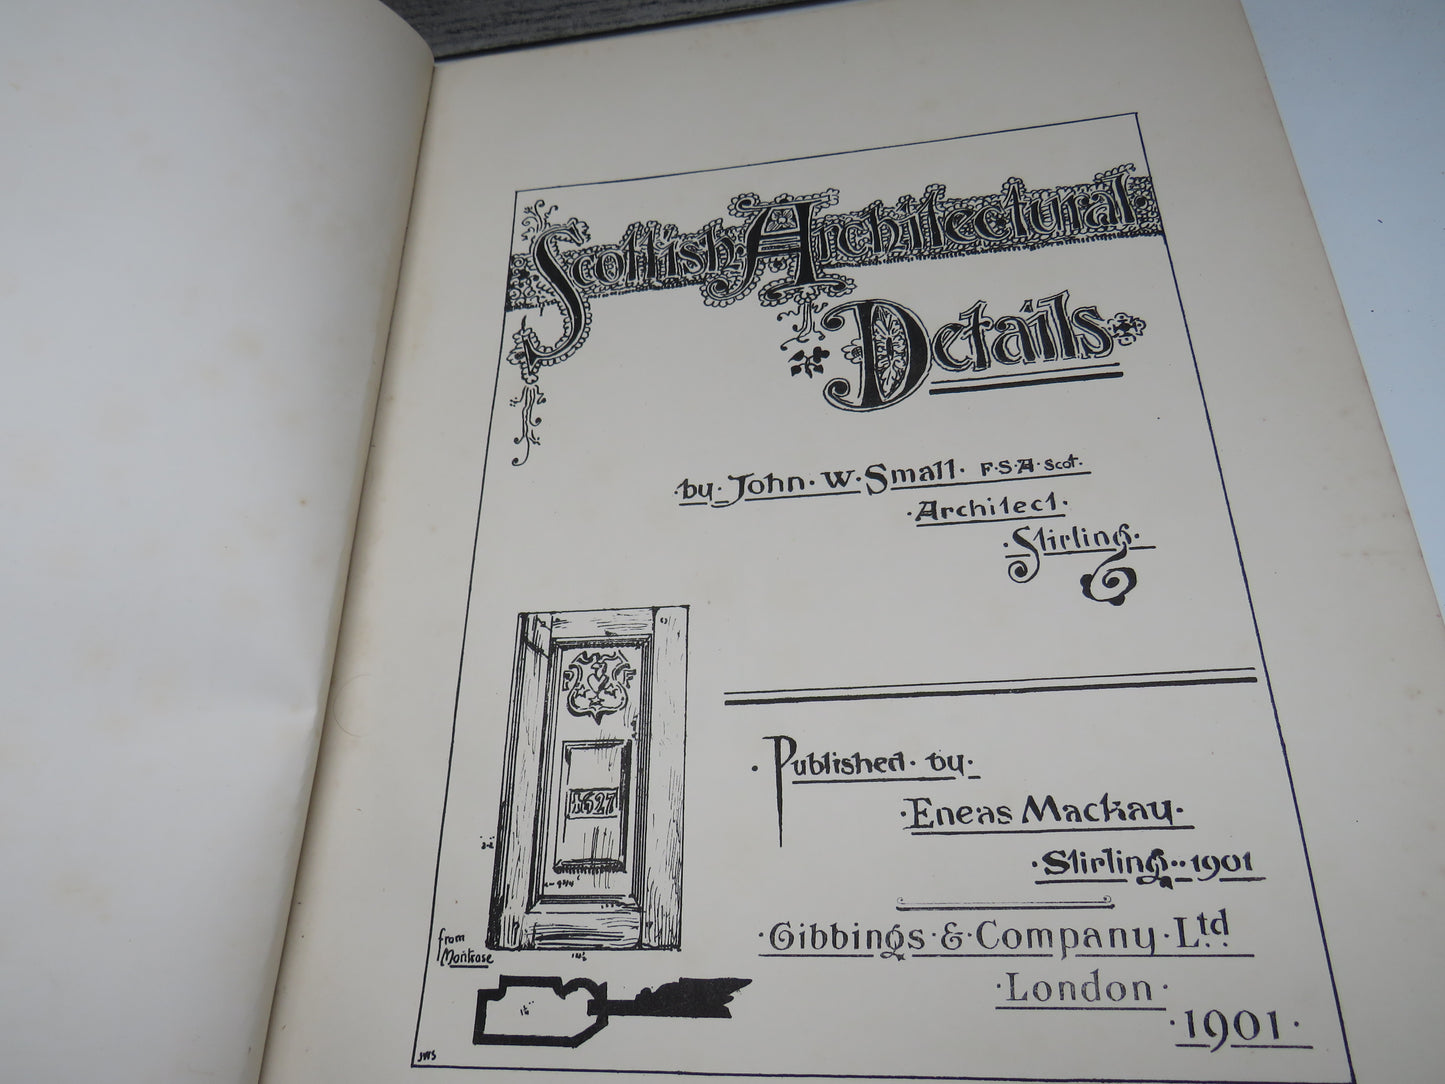 Scottish·Architectural·
Details·
·by·John·W·Small·F·S·A·Scot·
·Architect·
·Stirling·
1627
from
Montrose
·Published·by·
·Eneas Mackay·
·Stirling··1901
·Gibbings·&·Company·Ltd
·London·
·1901·
JWS